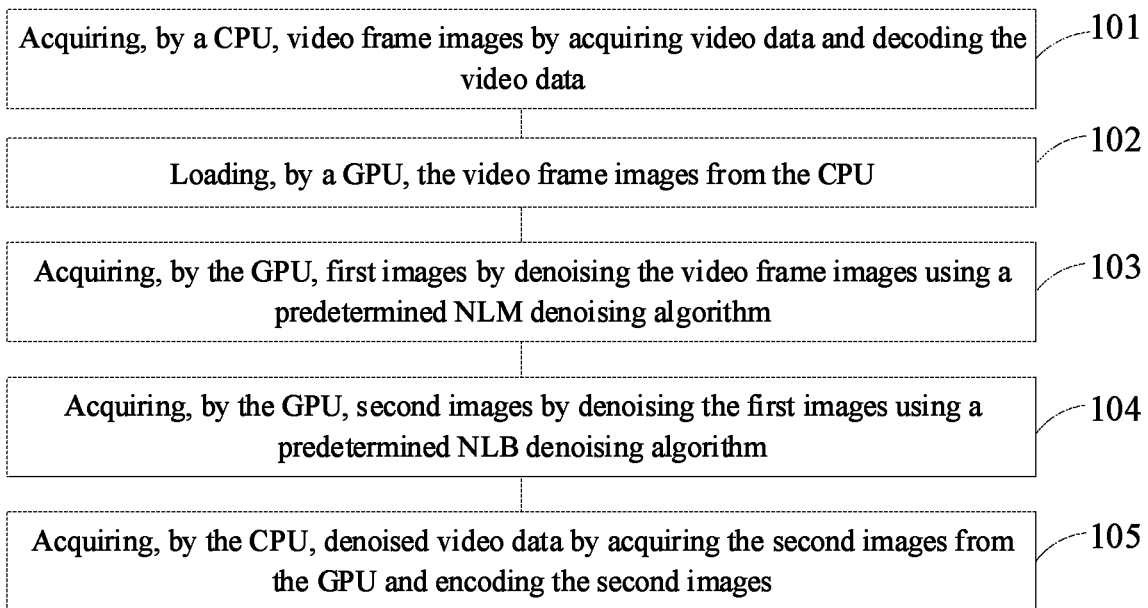 Acquiring, by a CPU, video frame images by acquiring video data and decoding the
video data
101
Loading, by a GPU, the video frame images from the CPU
102
Acquiring, by the GPU, first images by denoising the video frame images using a
predetermined NLM denoising algorithm
103
Acquiring, by the GPU, second images by denoising the first images using a
predetermined NLB denoising algorithm
104
Acquiring, by the CPU, denoised video data by acquiring the second images from
the GPU and encoding the second images
105